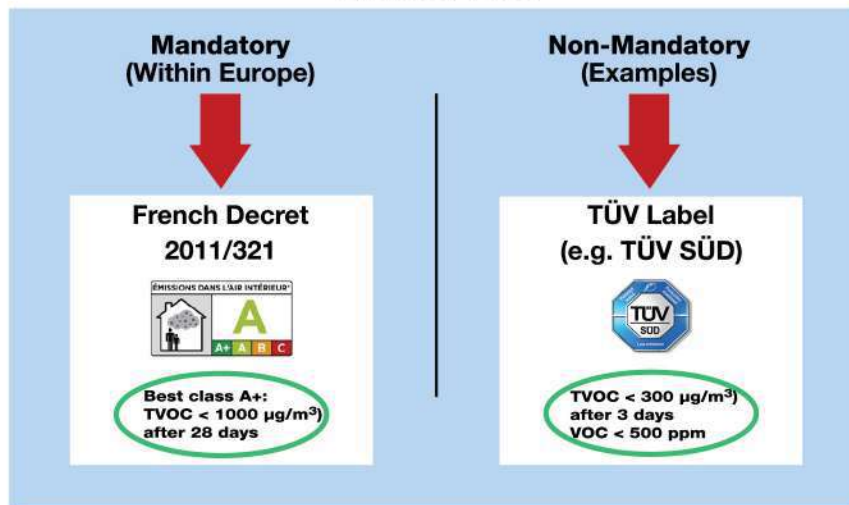 Mandatory
(Within Europe)
French Decret
2011/321
ÉMISSIONS DANS L'AIR INTÉRIEUR*
A
A+ A B C
Best class A+:
TVOC < 1000 µg/m³)
after 28 days
Non-Mandatory
(Examples)
TÜV Label
(e.g. TÜV SÜD)
TÜV
SÜD
TVOC < 300 µg/m³)
after 3 days
VOC < 500 ppm